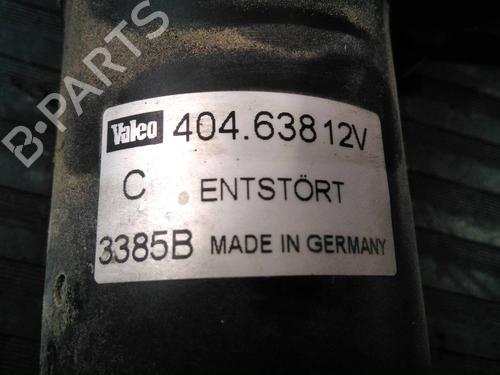 B-PARTS
Valeo 404.638 12V
C ENTSTÖRT
3385B MADE IN GERMANY